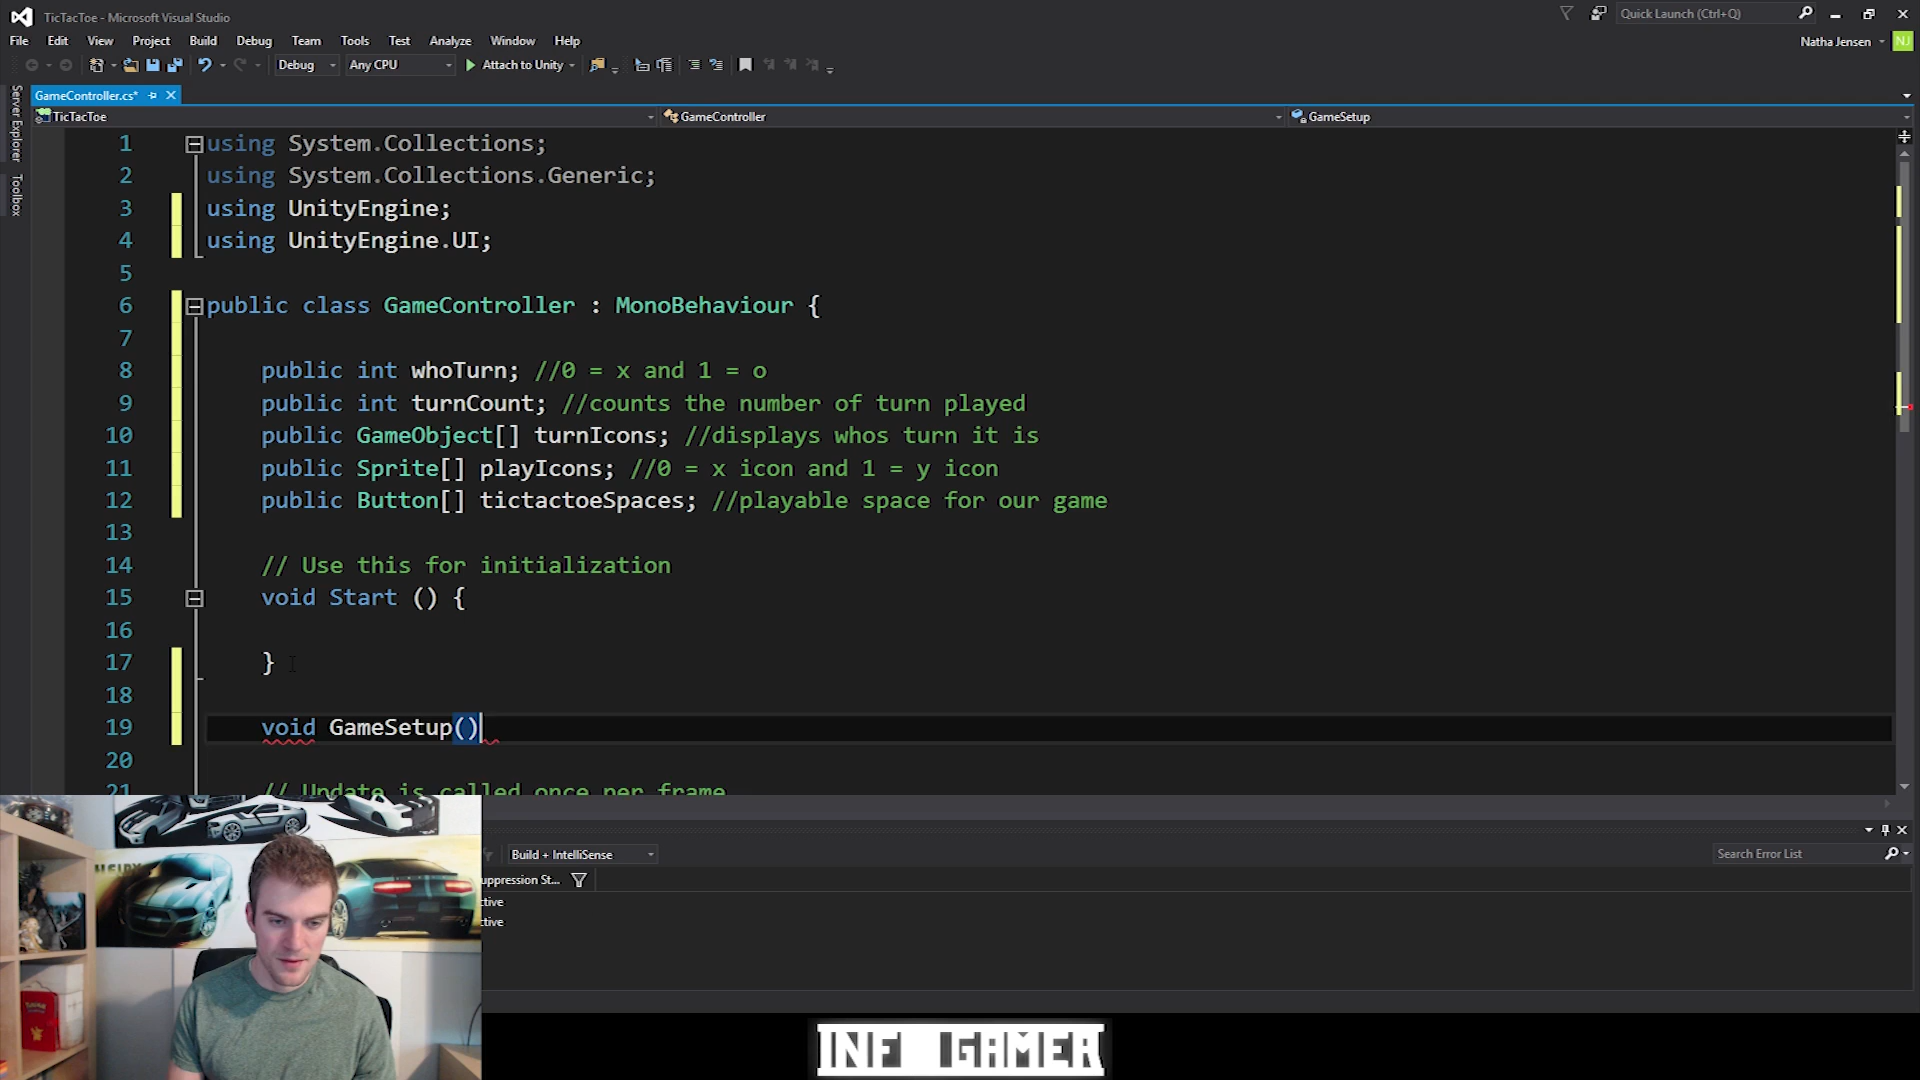 TicTacToe - Microsoft Visual Studio
Quick Launch (Ctrl+Q)
File Edit View Project Build Debug Team Tools Test Analyze Window Help
Natha Jensen NJ
Debug Any CPU Attach to Unity
Server Explorer
Toolbox
GameController.cs*
TicTacToe GameController GameSetup
1 using System.Collections;
2 using System.Collections.Generic;
3 using UnityEngine;
4 using UnityEngine.UI;
5
6 public class GameController : MonoBehaviour {
7
8 public int whoTurn; //0 = x and 1 = o
9 public int turnCount; //counts the number of turn played
10 public GameObject[] turnIcons; //displays whos turn it is
11 public Sprite[] playIcons; //0 = x icon and 1 = y icon
12 public Button[] tictactoeSpaces; //playable space for our game
13
14 // Use this for initialization
15 void Start () {
16
17 }
18
19 void GameSetup()
20
21 // Update is called once per frame
Build + IntelliSense
Search Error List
uppression St...
ctive
ctive
INF GAMER